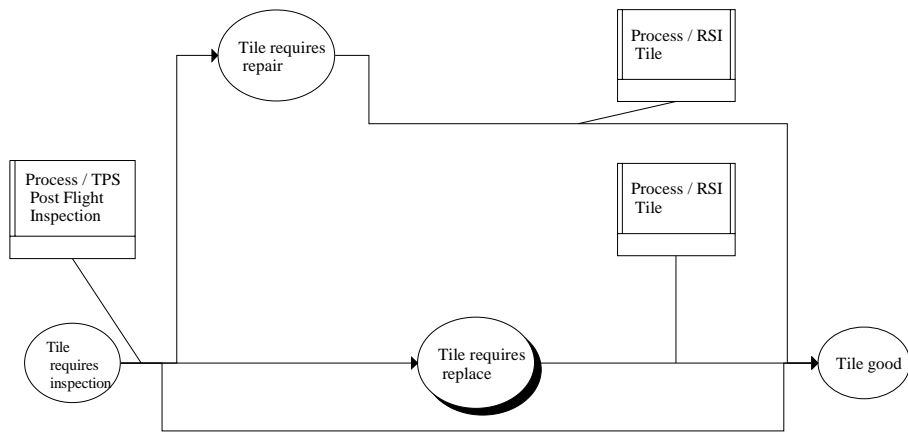 Tile requires
repair
Process / RSI
Tile
Process / TPS
Post Flight
Inspection
Process / RSI
Tile
Tile
requires
inspection
Tile requires
replace
Tile good